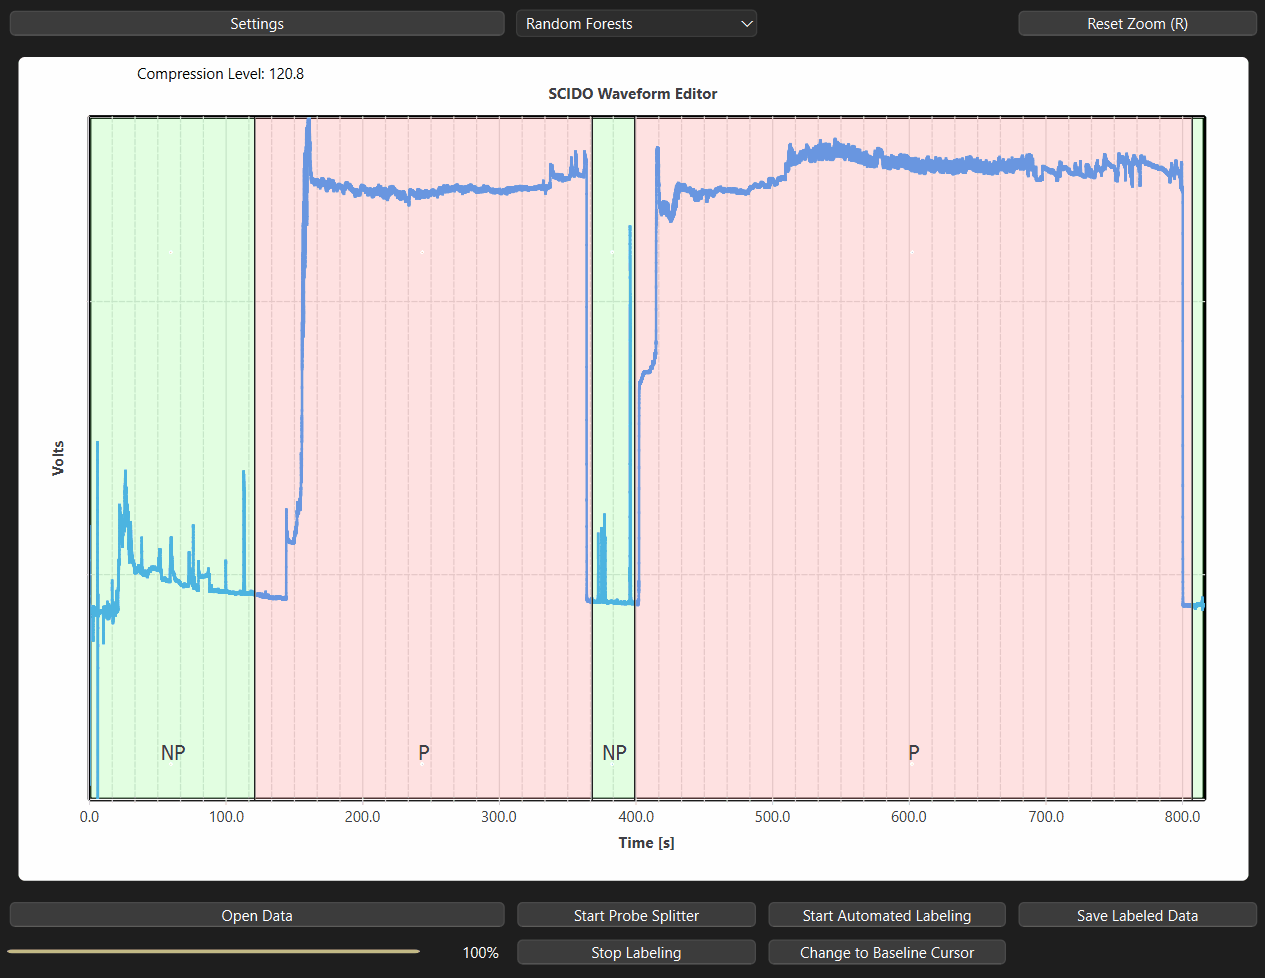 Settings
Random Forests
Reset Zoom (R)
Compression Level: 120.8
SCIDO Waveform Editor
Volts
NP
P
NP
P
0.0
100.0
200.0
300.0
400.0
500.0
600.0
700.0
800.0
Time [s]
Open Data
Start Probe Splitter
Start Automated Labeling
Save Labeled Data
100%
Stop Labeling
Change to Baseline Cursor